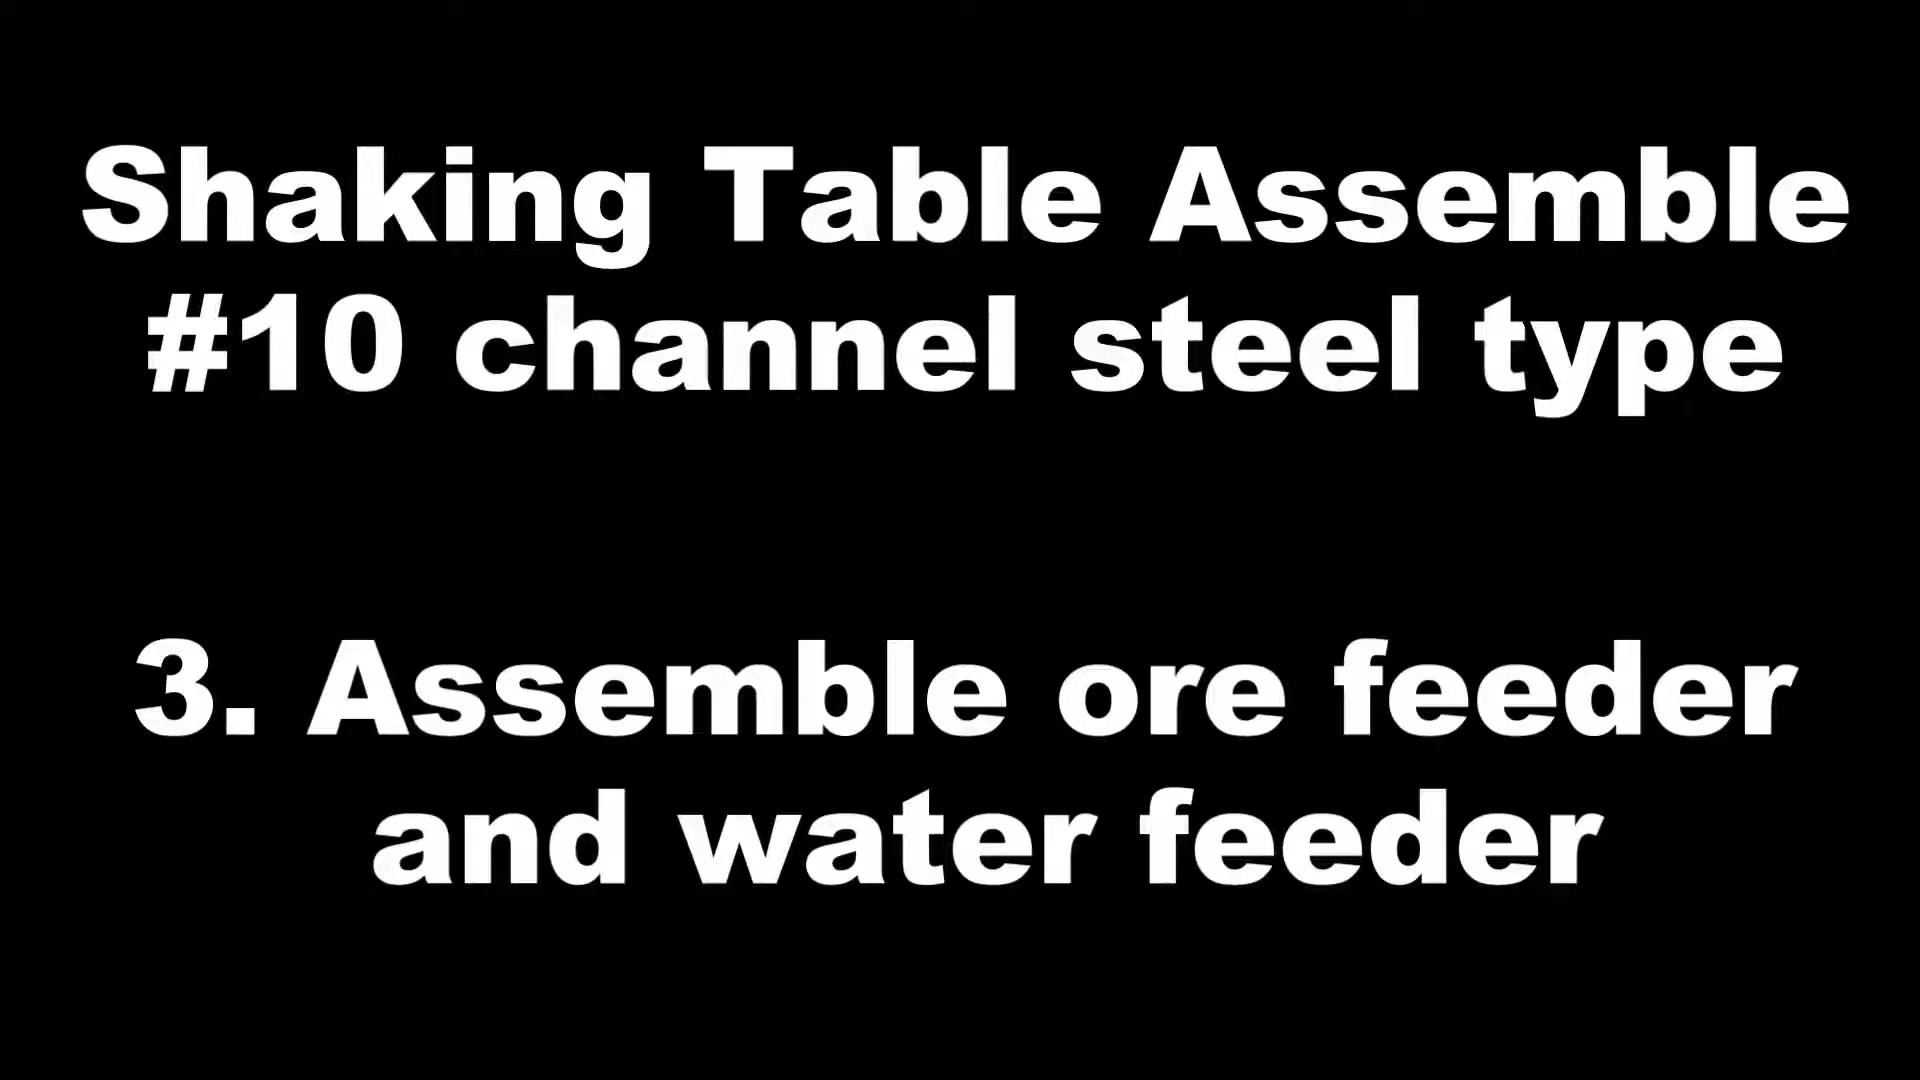 Shaking Table Assemble
#10 channel steel type
3. Assemble ore feeder
and water feeder